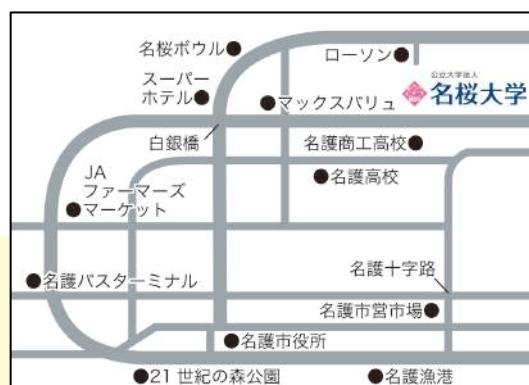 名桜ボウル
ローソン
スーパー
ホテル
公立大学法人
名桜大学
マックスバリュ
白銀橋
名護商工高校
名護高校
JA
ファーマーズ
マーケット
名護バスターミナル
名護十字路
名護市営市場
名護市役所
21 世紀の森公園
名護漁港